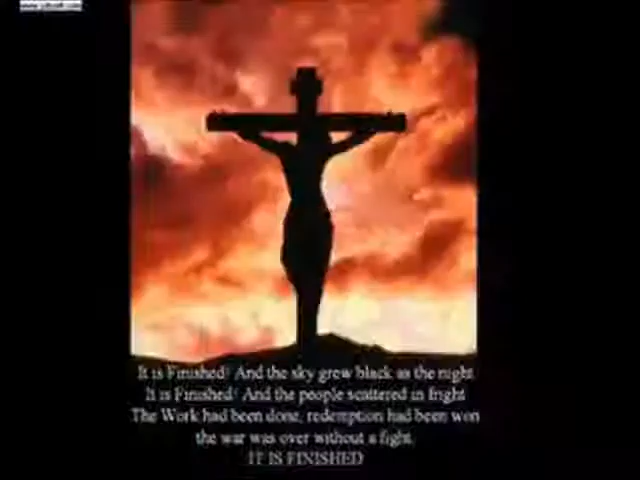 It is Finished! And the sky grew black as the night
It is Finished! And the people scattered in fright
The Work had been done, redemption had been won
the war was over without a fight.
IT IS FINISHED